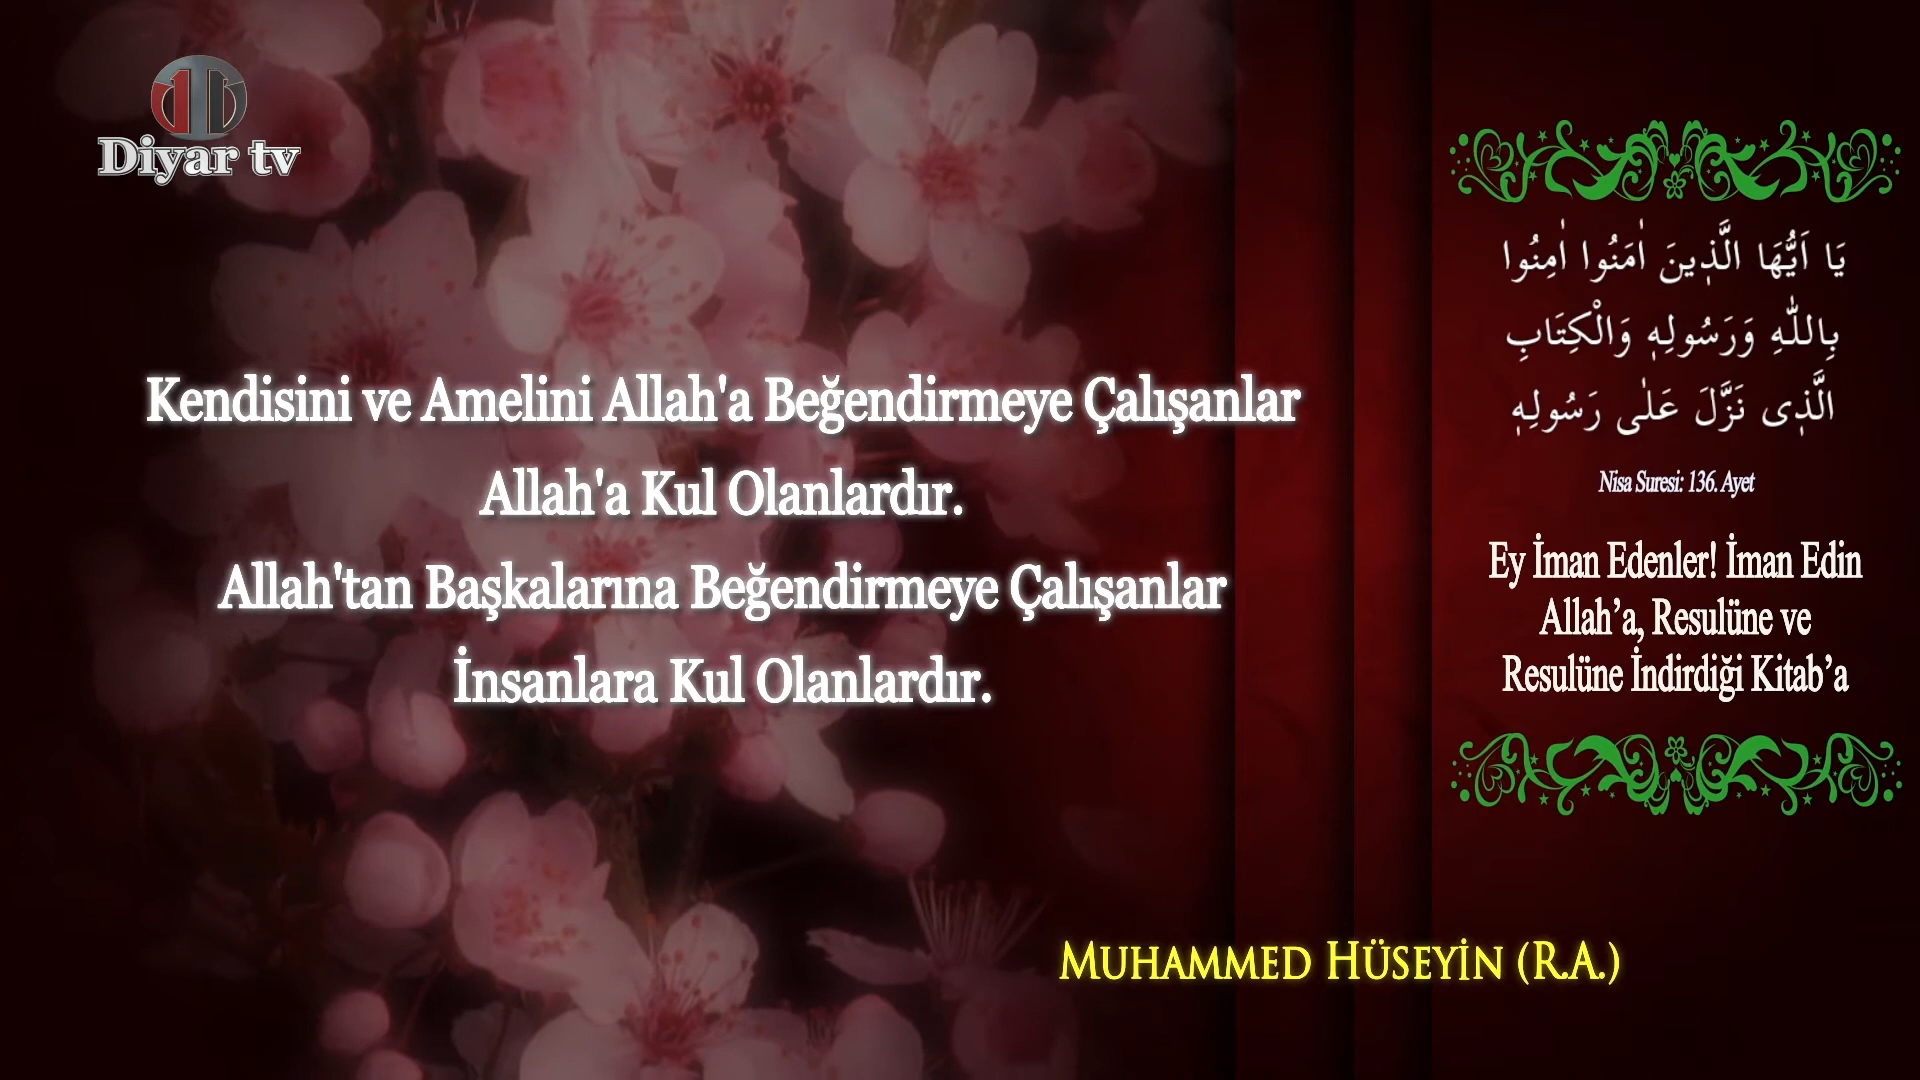 Diyar tv
Kendisini ve Amelini Allah'a Beğendirmeye Çalışanlar
Allah'a Kul Olanlardır.
Allah'tan Başkalarına Beğendirmeye Çalışanlar
İnsanlara Kul Olanlardır.
MUHAMMED HÜSEYİN (R.A.)
يَا اَيُّهَا الَّذ۪ينَ اٰمَنُوا اٰمِنُوا
بِاللّٰهِ وَرَسُولِه۪ وَالْكِتَابِ
الَّذ۪ى نَزَّلَ عَلٰى رَسُولِه۪
Nisa Suresi: 136. Ayet
Ey İman Edenler! İman Edin
Allah’a, Resulüne ve
Resulüne İndirdiği Kitab’a